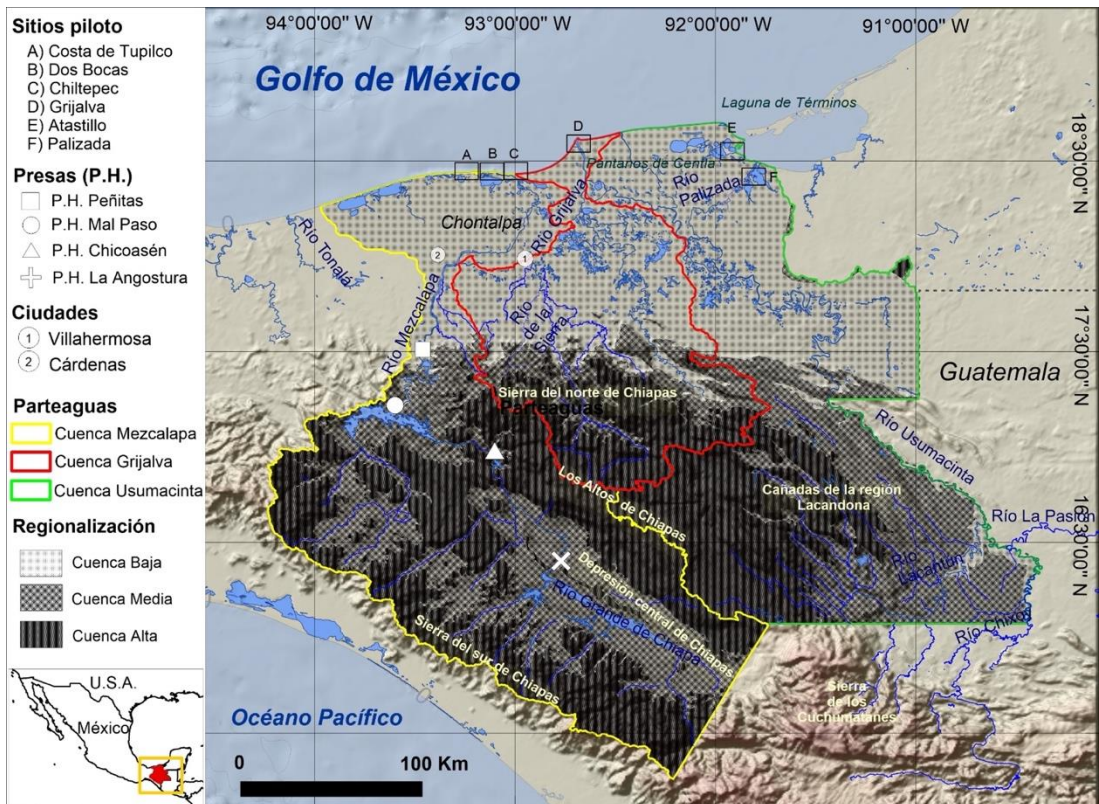 Sitios piloto
A) Costa de Tupilco
B) Dos Bocas
C) Chiltepec
D) Grijalva
E) Atastillo
F) Palizada
Presas (P.H.)
P.H. Peñitas
P.H. Mal Paso
P.H. Chicoasén
P.H. La Angostura
Ciudades
1 Villahermosa
2 Cárdenas
Parteaguas
Cuenca Mezcalapa
Cuenca Grijalva
Cuenca Usumacinta
Regionalización
Cuenca Baja
Cuenca Media
Cuenca Alta
U.S.A.
México
94°00'00" W
93°00'00" W
92°00'00" W
91°00'00" W
18°30'00" N
17°30'00" N
16°30'00" N
Golfo de México
Laguna de Términos
A
B
C
D
E
F
Pantanos de Centla
Río
Palizada
Chontalpa
Río Grijalva
Río Tonalá
2
1
Río Mezcalapa
Río
de la
Sierra
Guatemala
Sierra del norte de Chiapas
Parteaguas
Río Usumacinta
Los Altos de Chiapas
Cañadas de la región
Lacandona
Río La Pasión
Río
Lacantún
Depresión central de Chiapas
Río Grande de Chiapa
Río Chixoy
Sierra del sur de Chiapas
Sierra
de los
Cuchumatanes
Océano Pacífico
0
100 Km